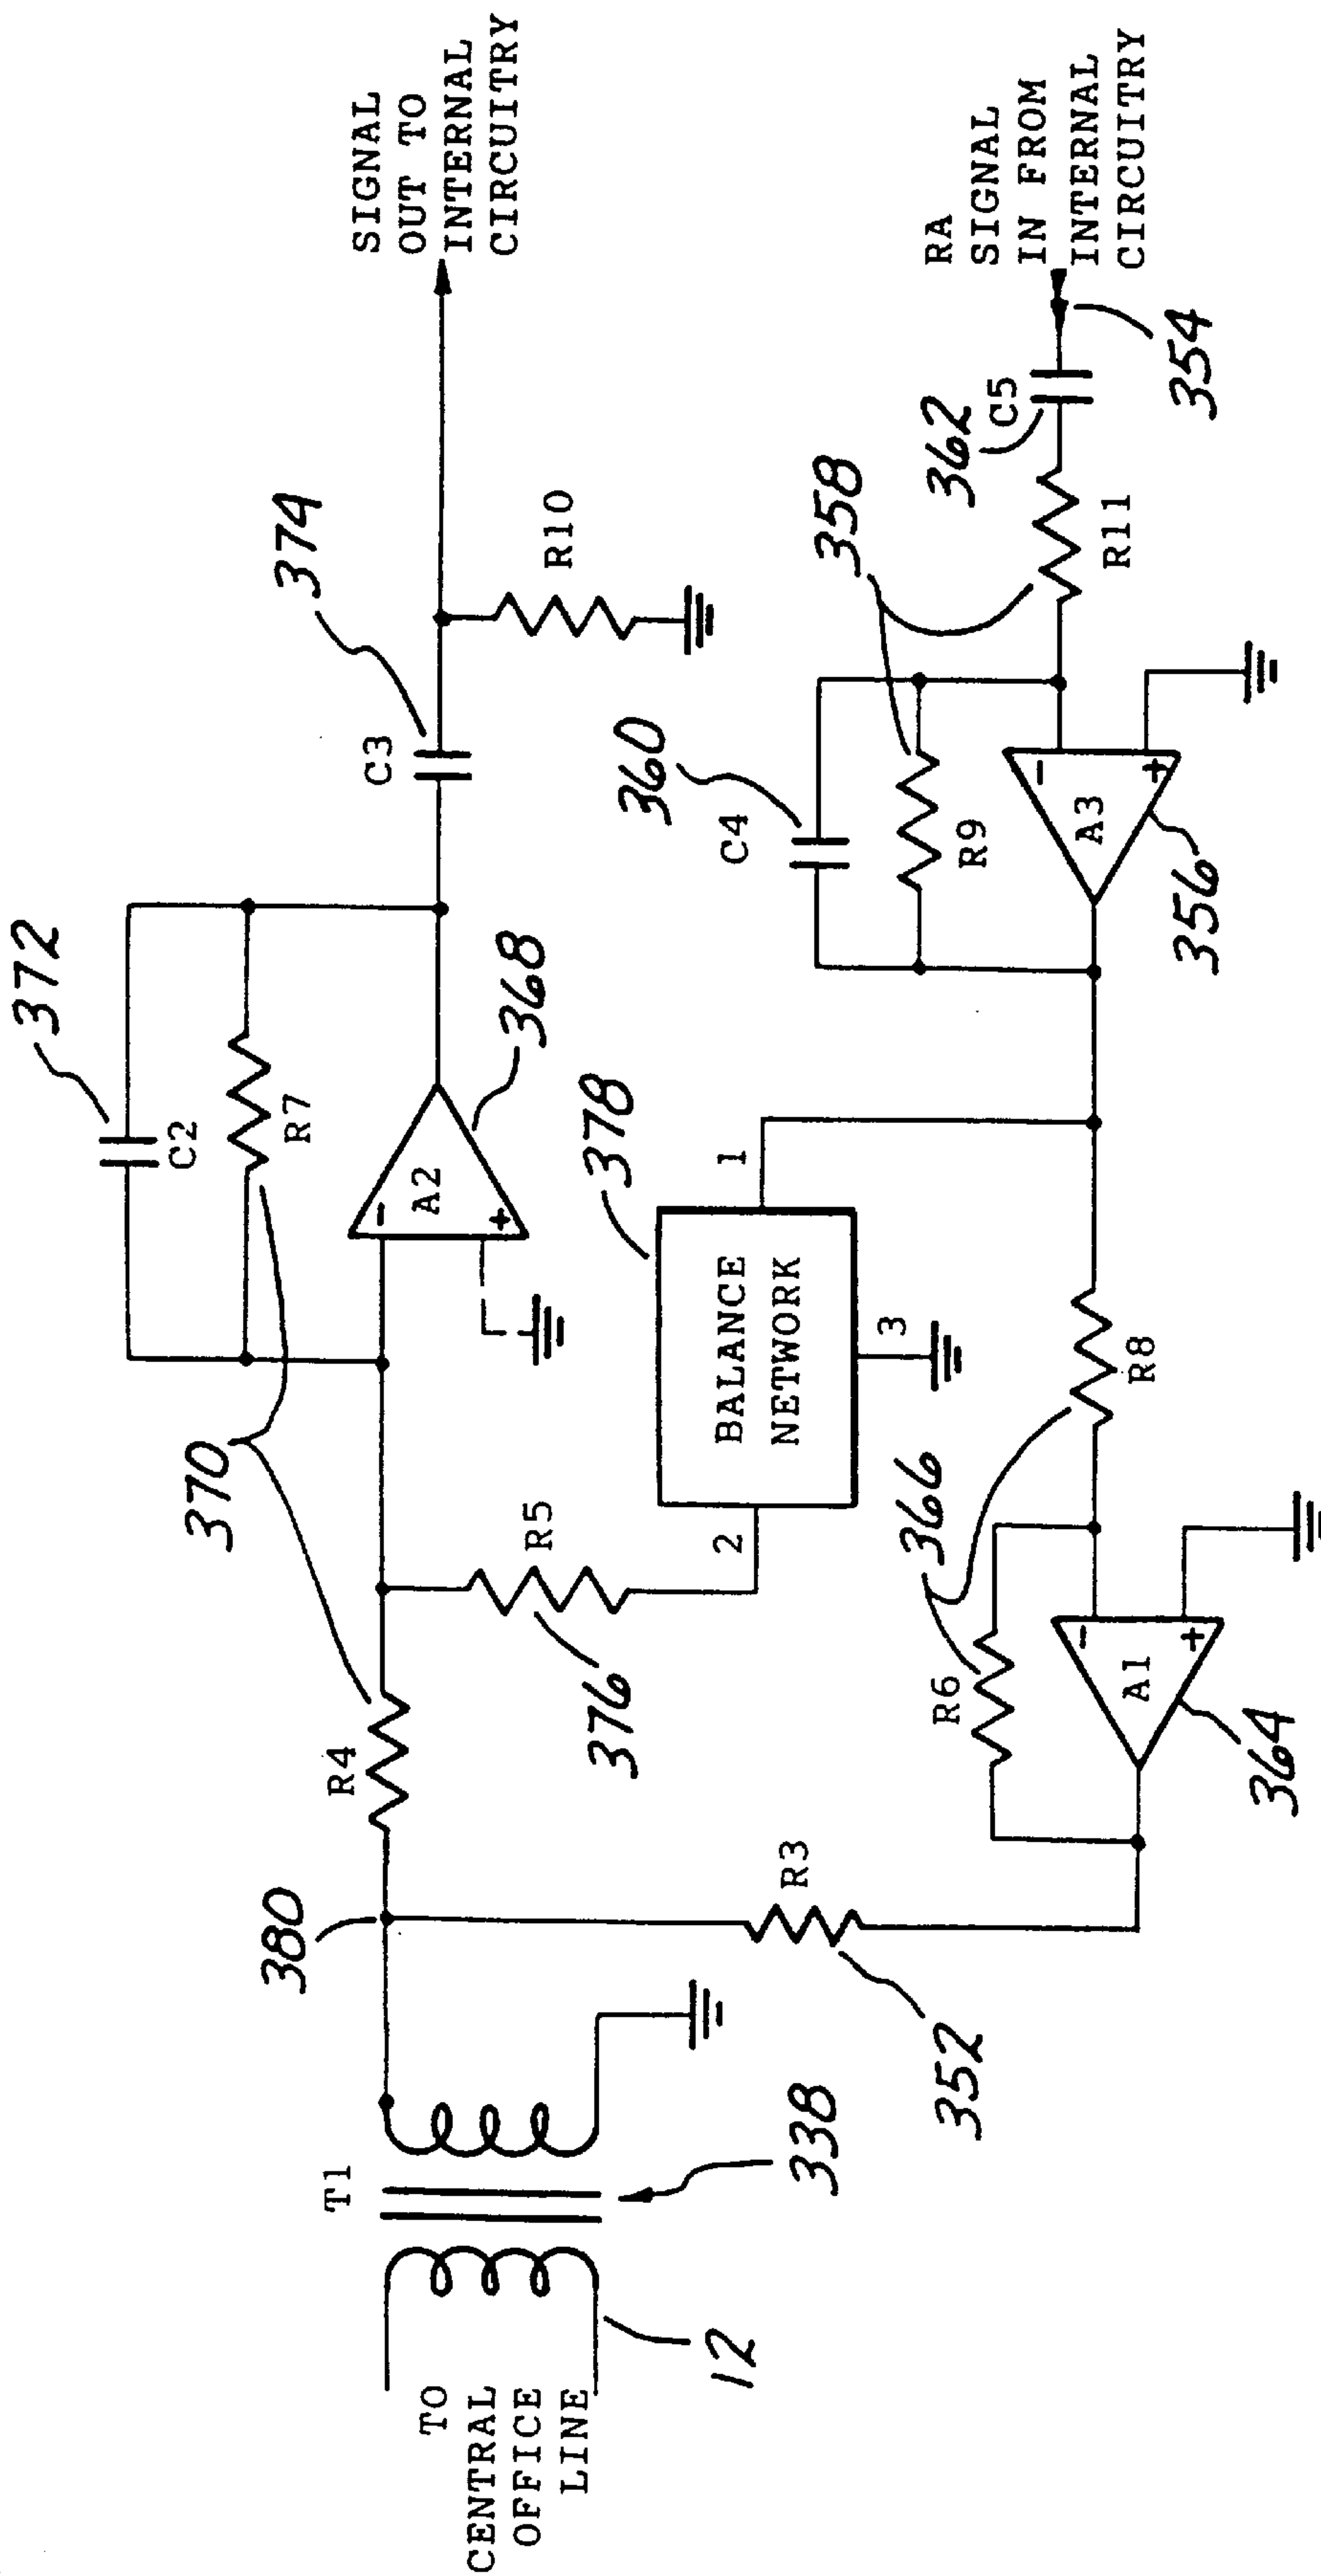 372
C2
R7
374
C3
SIGNAL
OUT TO
INTERNAL
CIRCUITRY
370
A2
-
+
368
R10
380
R4
R5
376
378
1
BALANCE
NETWORK
2
3
360
C4
358
R9
362
C5
R11
RA
SIGNAL
IN FROM
INTERNAL
CIRCUITRY
354
-
A3
+
356
T1
338
TO
CENTRAL
OFFICE
LINE
12
R3
352
366
R6
R8
-
A1
+
364